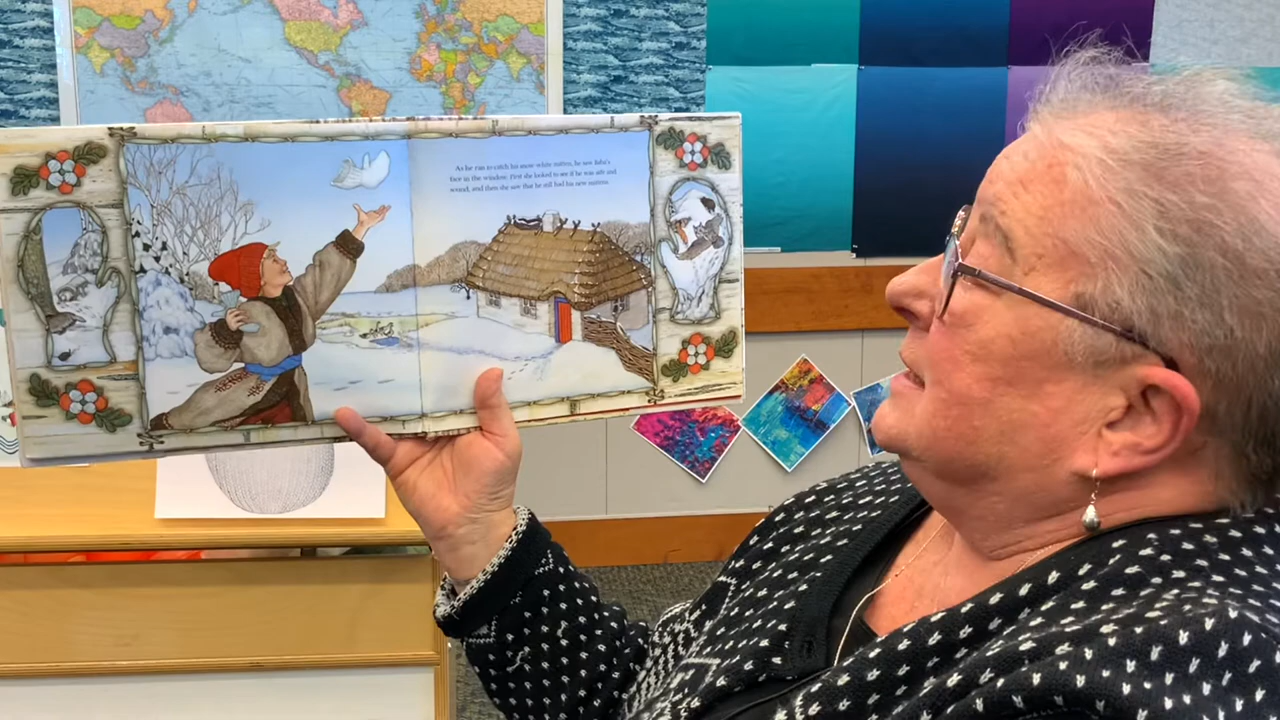 As he ran to catch his snow-white mitten, he saw Baba's
face in the window. First she looked to see if he was safe and
sound, and then she saw that he still had his new mittens.